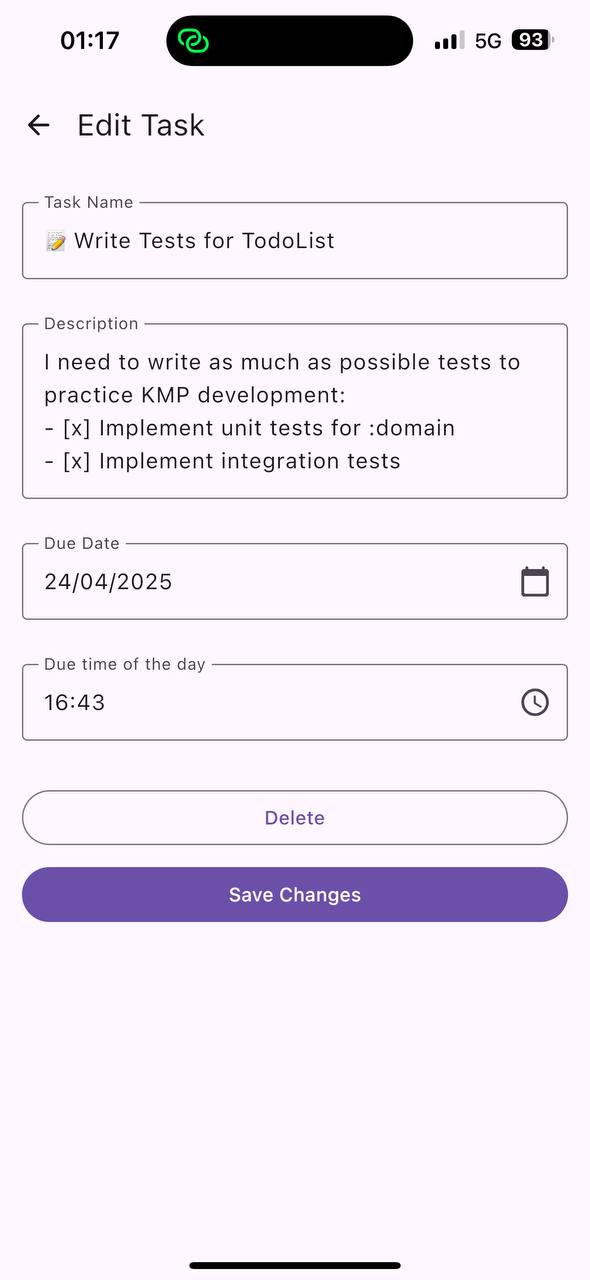 01:17
5G
93
Edit Task
Task Name
📝 Write Tests for TodoList
Description
I need to write as much as possible tests to
practice KMP development:
- [x] Implement unit tests for :domain
- [x] Implement integration tests
Due Date
24/04/2025
Due time of the day
16:43
Delete
Save Changes